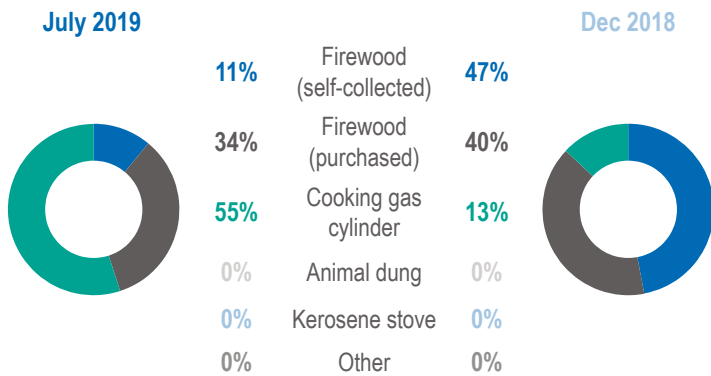 July 2019
Dec 2018
11%
Firewood
(self-collected)
47%
34%
Firewood
(purchased)
40%
55%
Cooking gas
cylinder
13%
0%
Animal dung
0%
0%
Kerosene stove
0%
0%
Other
0%